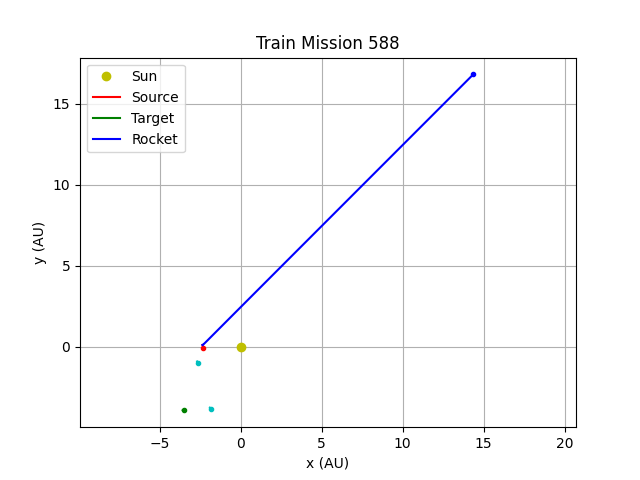 Train Mission 588
Sun
Source
Target
Rocket
15
10
5
0
−5
0
5
10
15
20
y (AU)
x (AU)